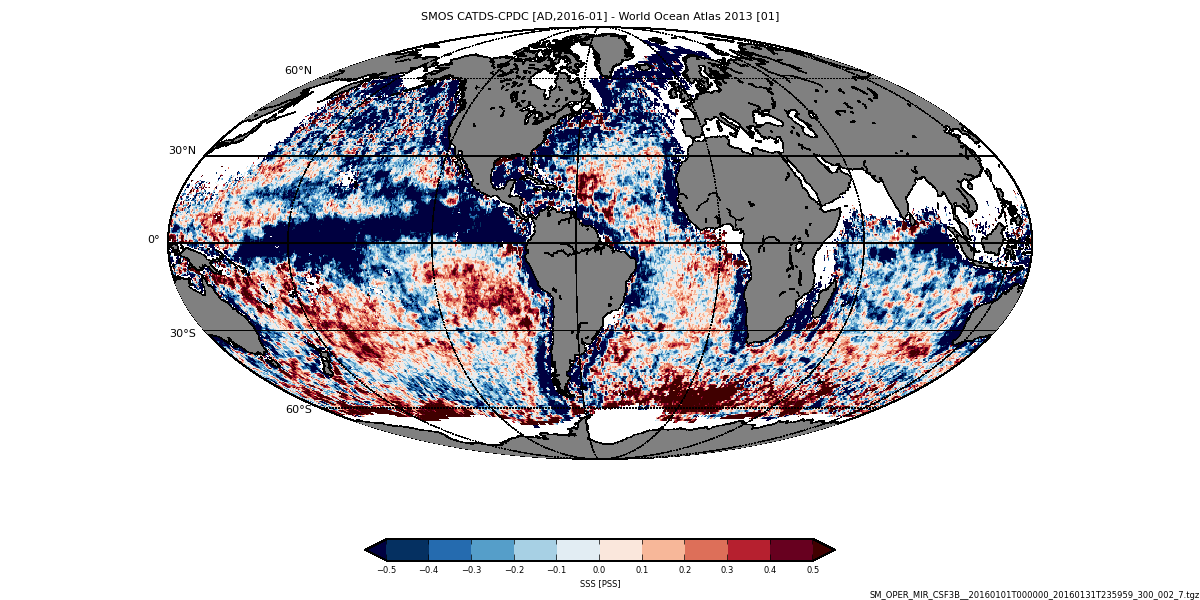 SMOS CATDS-CPDC [AD,2016-01] - World Ocean Atlas 2013 [01]
60°N
30°N
0°
30°S
60°S
−0.5 −0.4 −0.3 −0.2 −0.1 0.0 0.1 0.2 0.3 0.4 0.5
SSS [PSS]
SM_OPER_MIR_CSF3B__20160101T000000_20160131T235959_300_002_7.tgz